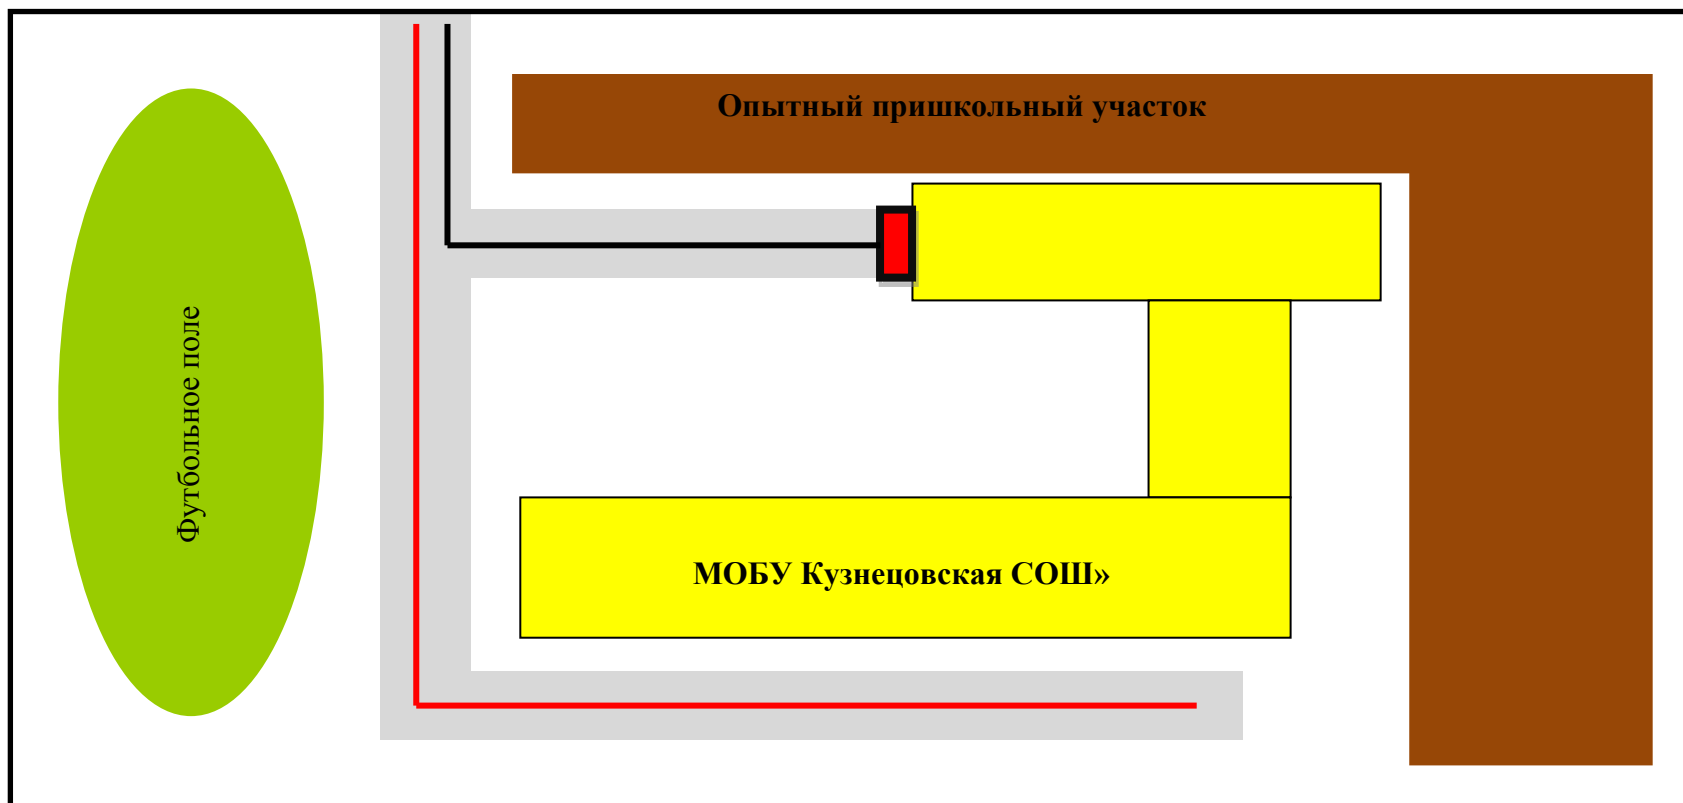 Опытный пришкольный участок
Футбольное поле
МОБУ Кузнецовская СОШ»